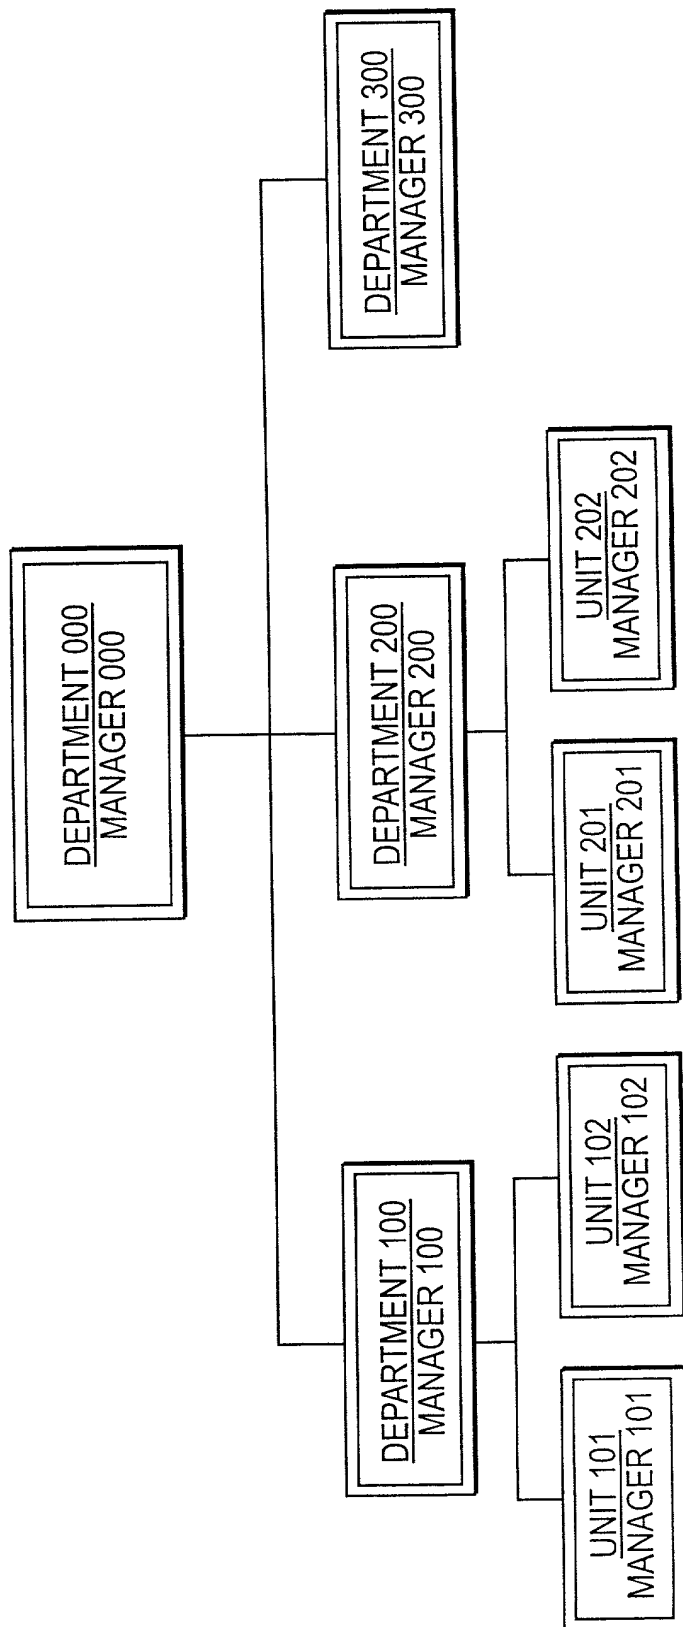 DEPARTMENT 000
MANAGER 000
DEPARTMENT 100
MANAGER 100
DEPARTMENT 200
MANAGER 200
DEPARTMENT 300
MANAGER 300
UNIT 101
MANAGER 101
UNIT 102
MANAGER 102
UNIT 201
MANAGER 201
UNIT 202
MANAGER 202